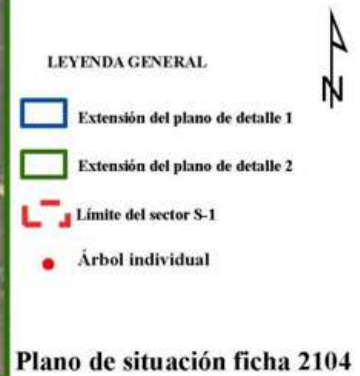 N
LEYENDA GENERAL
Extensión del plano de detalle 1
Extensión del plano de detalle 2
Límite del sector S-1
Árbol individual
Plano de situación ficha 2104